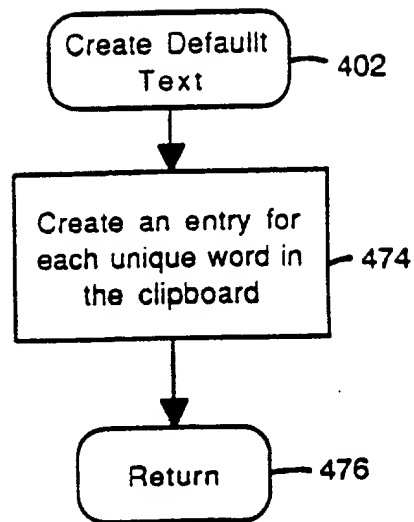 Create Defaullt
Text
402
Create an entry for
each unique word in
the clipboard
474
Return
476